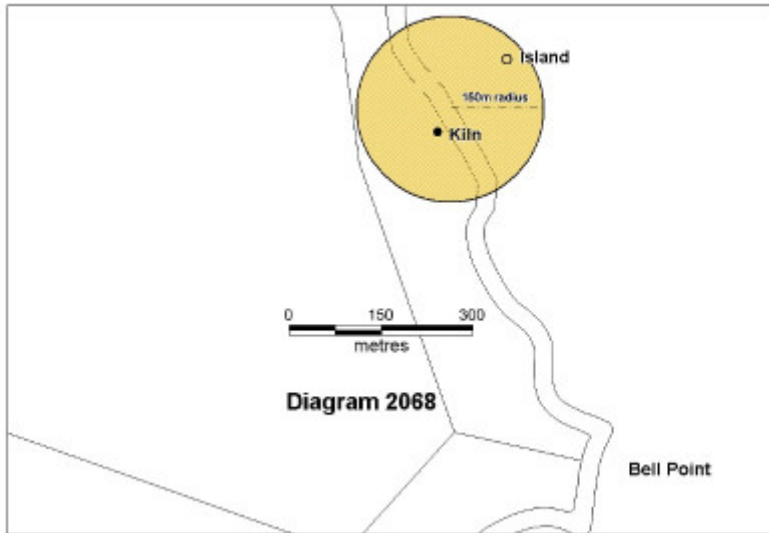 Island
150m radius
Kiln
0 150 300
metres
Diagram 2068
Bell Point